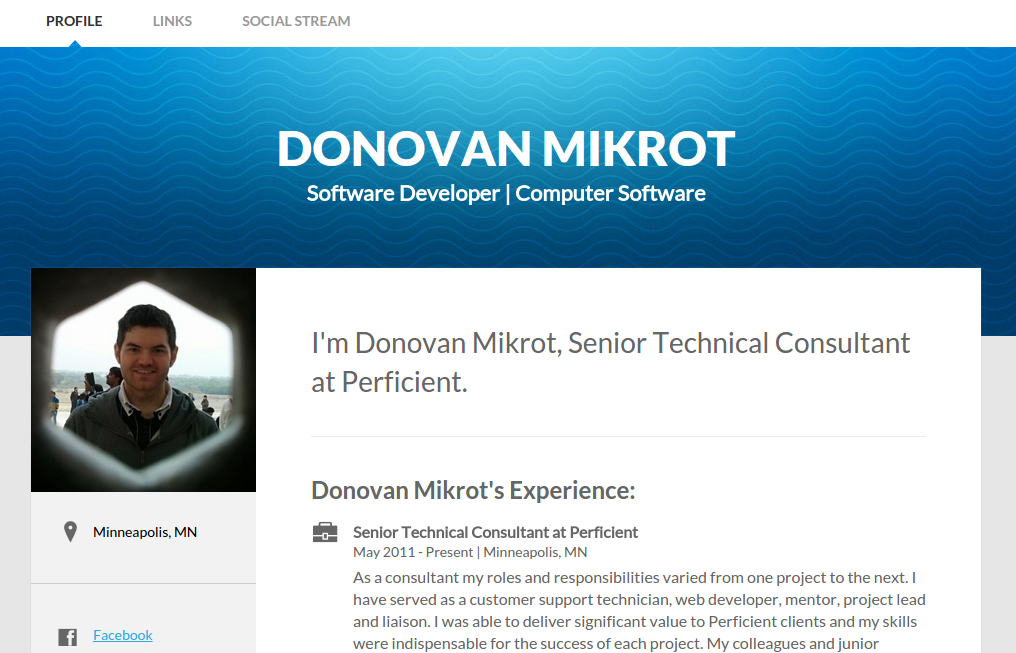 PROFILE LINKS SOCIAL STREAM
DONOVAN MIKROT
Software Developer | Computer Software
I'm Donovan Mikrot, Senior Technical Consultant
at Perficient.
Donovan Mikrot's Experience:
Minneapolis, MN
Senior Technical Consultant at Perficient
May 2011 - Present | Minneapolis, MN
As a consultant my roles and responsibilities varied from one project to the next. I
have served as a customer support technician, web developer, mentor, project lead
and liaison. I was able to deliver significant value to Perficient clients and my skills
were indispensable for the success of each project. My colleagues and junior
Facebook